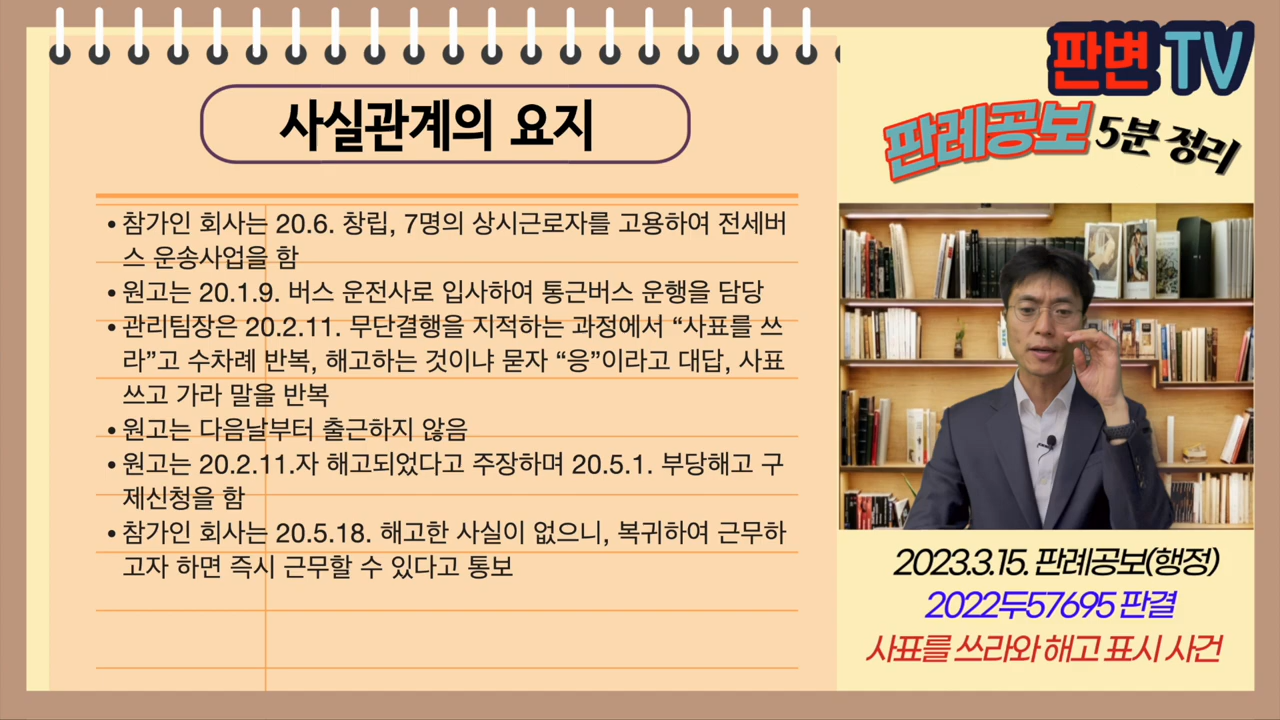 사실관계의 요지
• 참가인 회사는 20.6. 창립, 7명의 상시근로자를 고용하여 전세버
스 운송사업을 함
• 원고는 20.1.9. 버스 운전사로 입사하여 통근버스 운행을 담당
• 관리팀장은 20.2.11. 무단결행을 지적하는 과정에서 “사표를 쓰
라”고 수차례 반복, 해고하는 것이냐 묻자 “응”이라고 대답, 사표
쓰고 가라 말을 반복
• 원고는 다음날부터 출근하지 않음
• 원고는 20.2.11.자 해고되었다고 주장하며 20.5.1. 부당해고 구
제신청을 함
• 참가인 회사는 20.5.18. 해고한 사실이 없으니, 복귀하여 근무하
고자 하면 즉시 근무할 수 있다고 통보
판변 TV
판례공보 5분 정리
2023.3.15. 판례공보(행정)
2022두57695 판결
사표를 쓰라와 해고 표시 사건